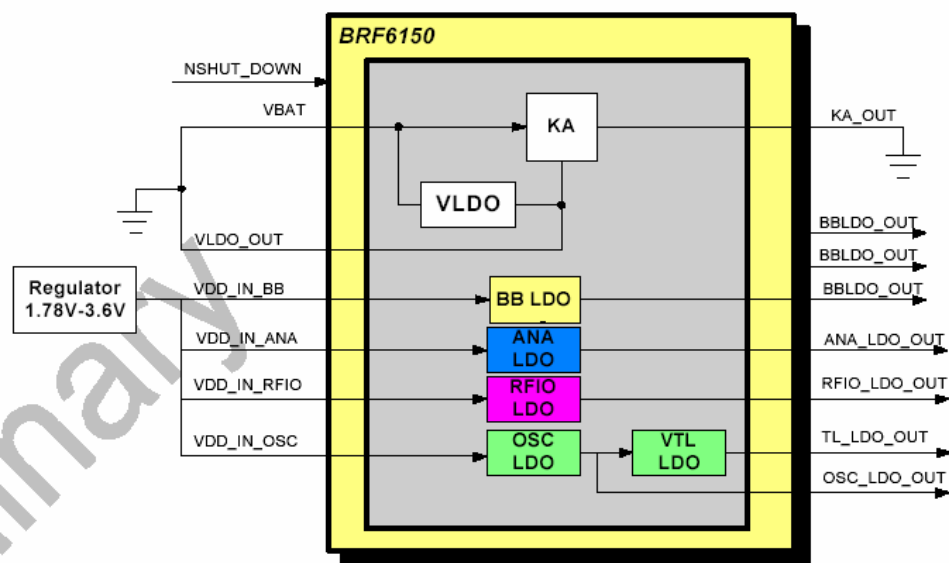 BRF6150
NSHUT_DOWN
VBAT
KA
KA_OUT
VLDO
VLDO_OUT
BBLDO_OUT
BBLDO_OUT
Regulator
1.78V-3.6V
VDD_IN_BB
BB LDO
BBLDO_OUT
VDD_IN_ANA
ANA
LDO
ANA_LDO_OUT
VDD_IN_RFIO
RFIO
LDO
RFIO_LDO_OUT
VDD_IN_OSC
OSC
LDO
VTL
LDO
TL_LDO_OUT
OSC_LDO_OUT
inary